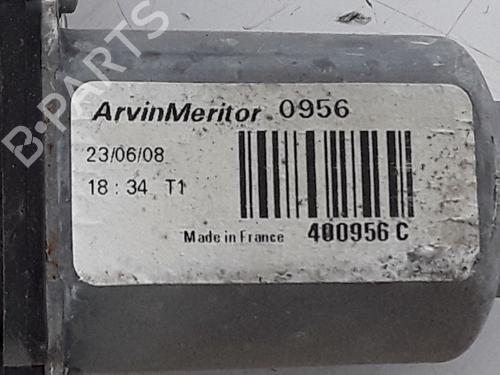 B-PARTS
ArvinMeritor 0956
23/06/08
18 : 34 T1
Made in France 400956 C